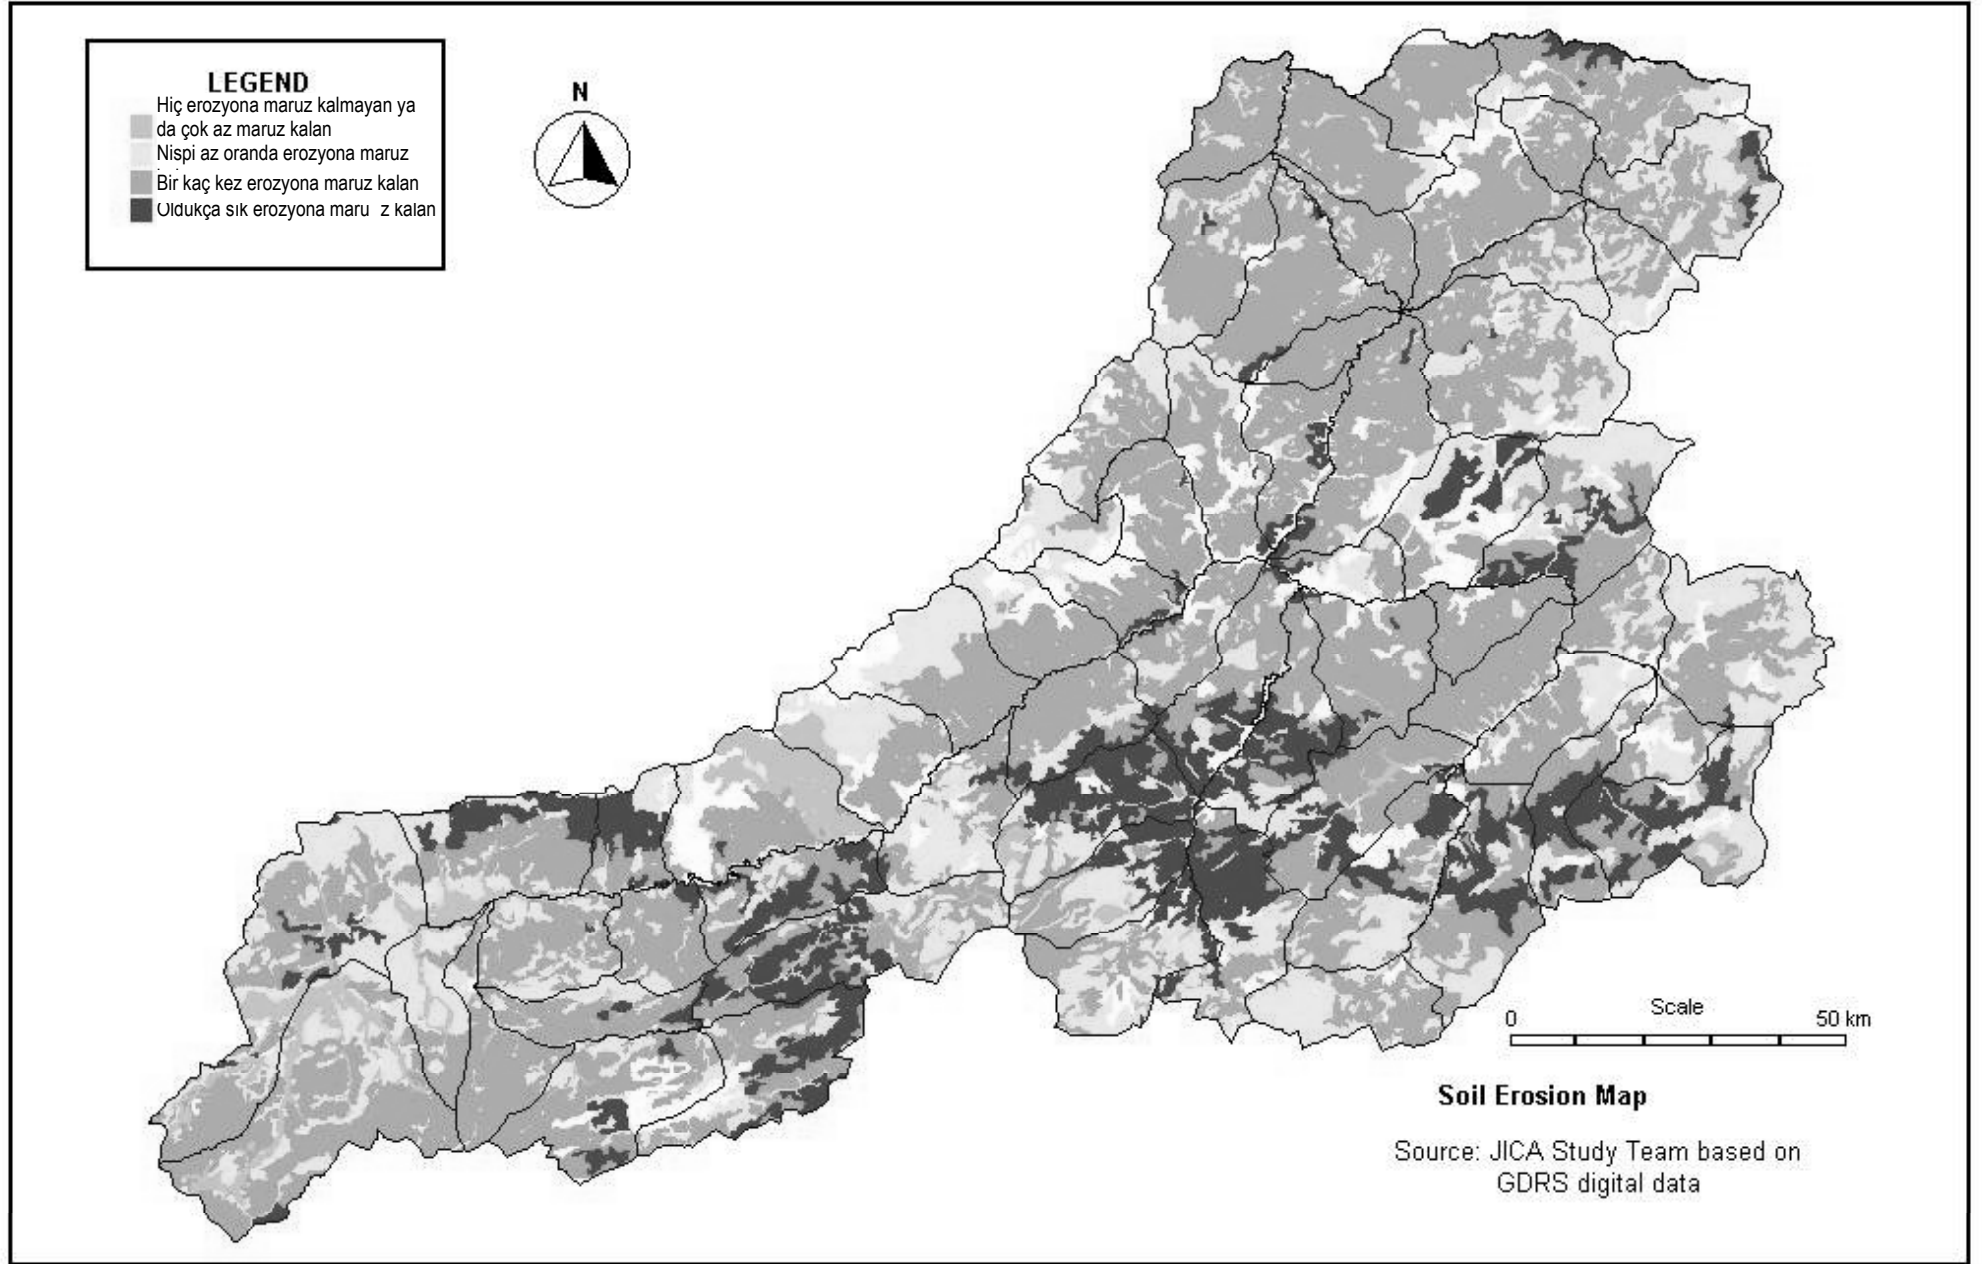 LEGEND
Hiç erozyona maruz kalmayan ya
da çok az maruz kalan
Nispi az oranda erozyona maruz
Bir kaç kez erozyona maruz kalan
Oldukça sık erozyona maru z kalan
N
Scale
0 50 km
Soil Erosion Map
Source: JICA Study Team based on
GDRS digital data